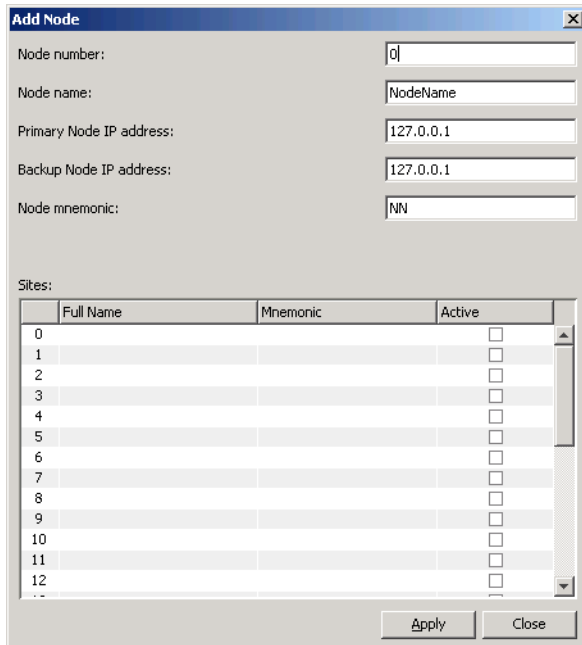 Add Node
Node number: 0
Node name: NodeName
Primary Node IP address: 127.0.0.1
Backup Node IP address: 127.0.0.1
Node mnemonic: NN
Sites:
Full Name Mnemonic Active
0
1
2
3
4
5
6
7
8
9
10
11
12
Apply Close